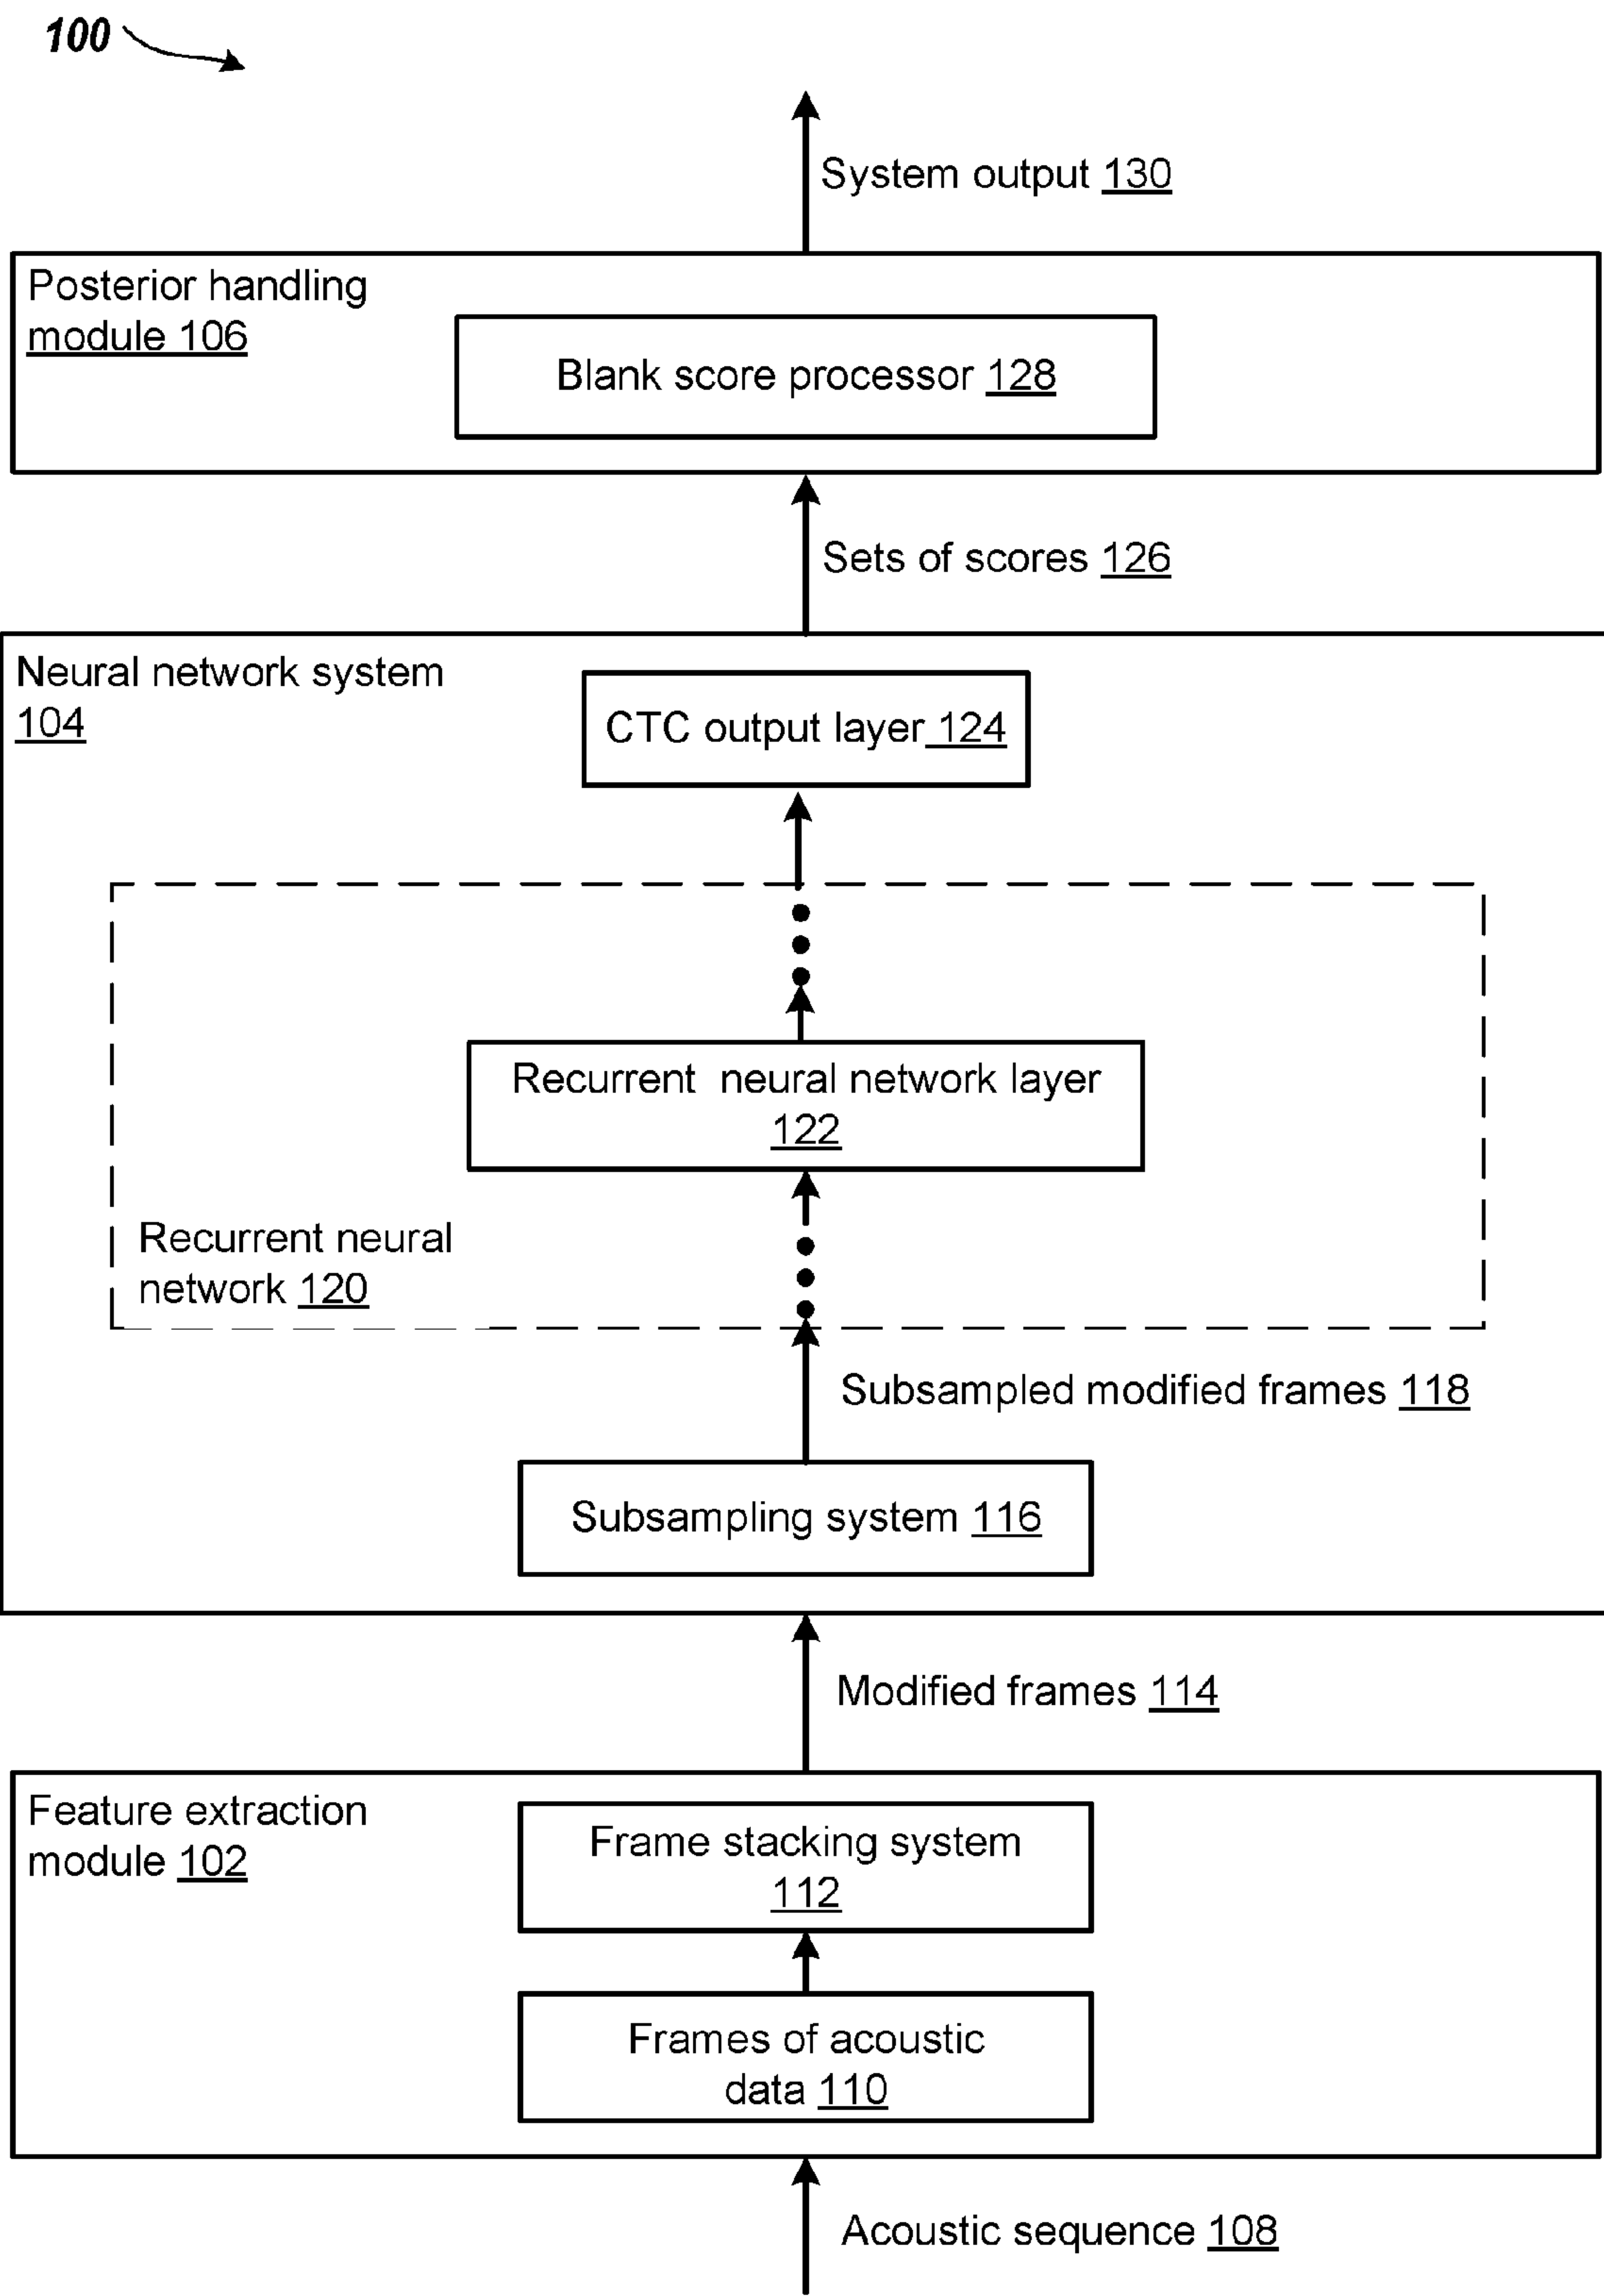 100
System output 130
Posterior handling
module 106
Blank score processor 128
Sets of scores 126
Neural network system
104
CTC output layer 124
Recurrent neural network layer
122
Recurrent neural
network 120
Subsampled modified frames 118
Subsampling system 116
Modified frames 114
Feature extraction
module 102
Frame stacking system
112
Frames of acoustic
data 110
Acoustic sequence 108